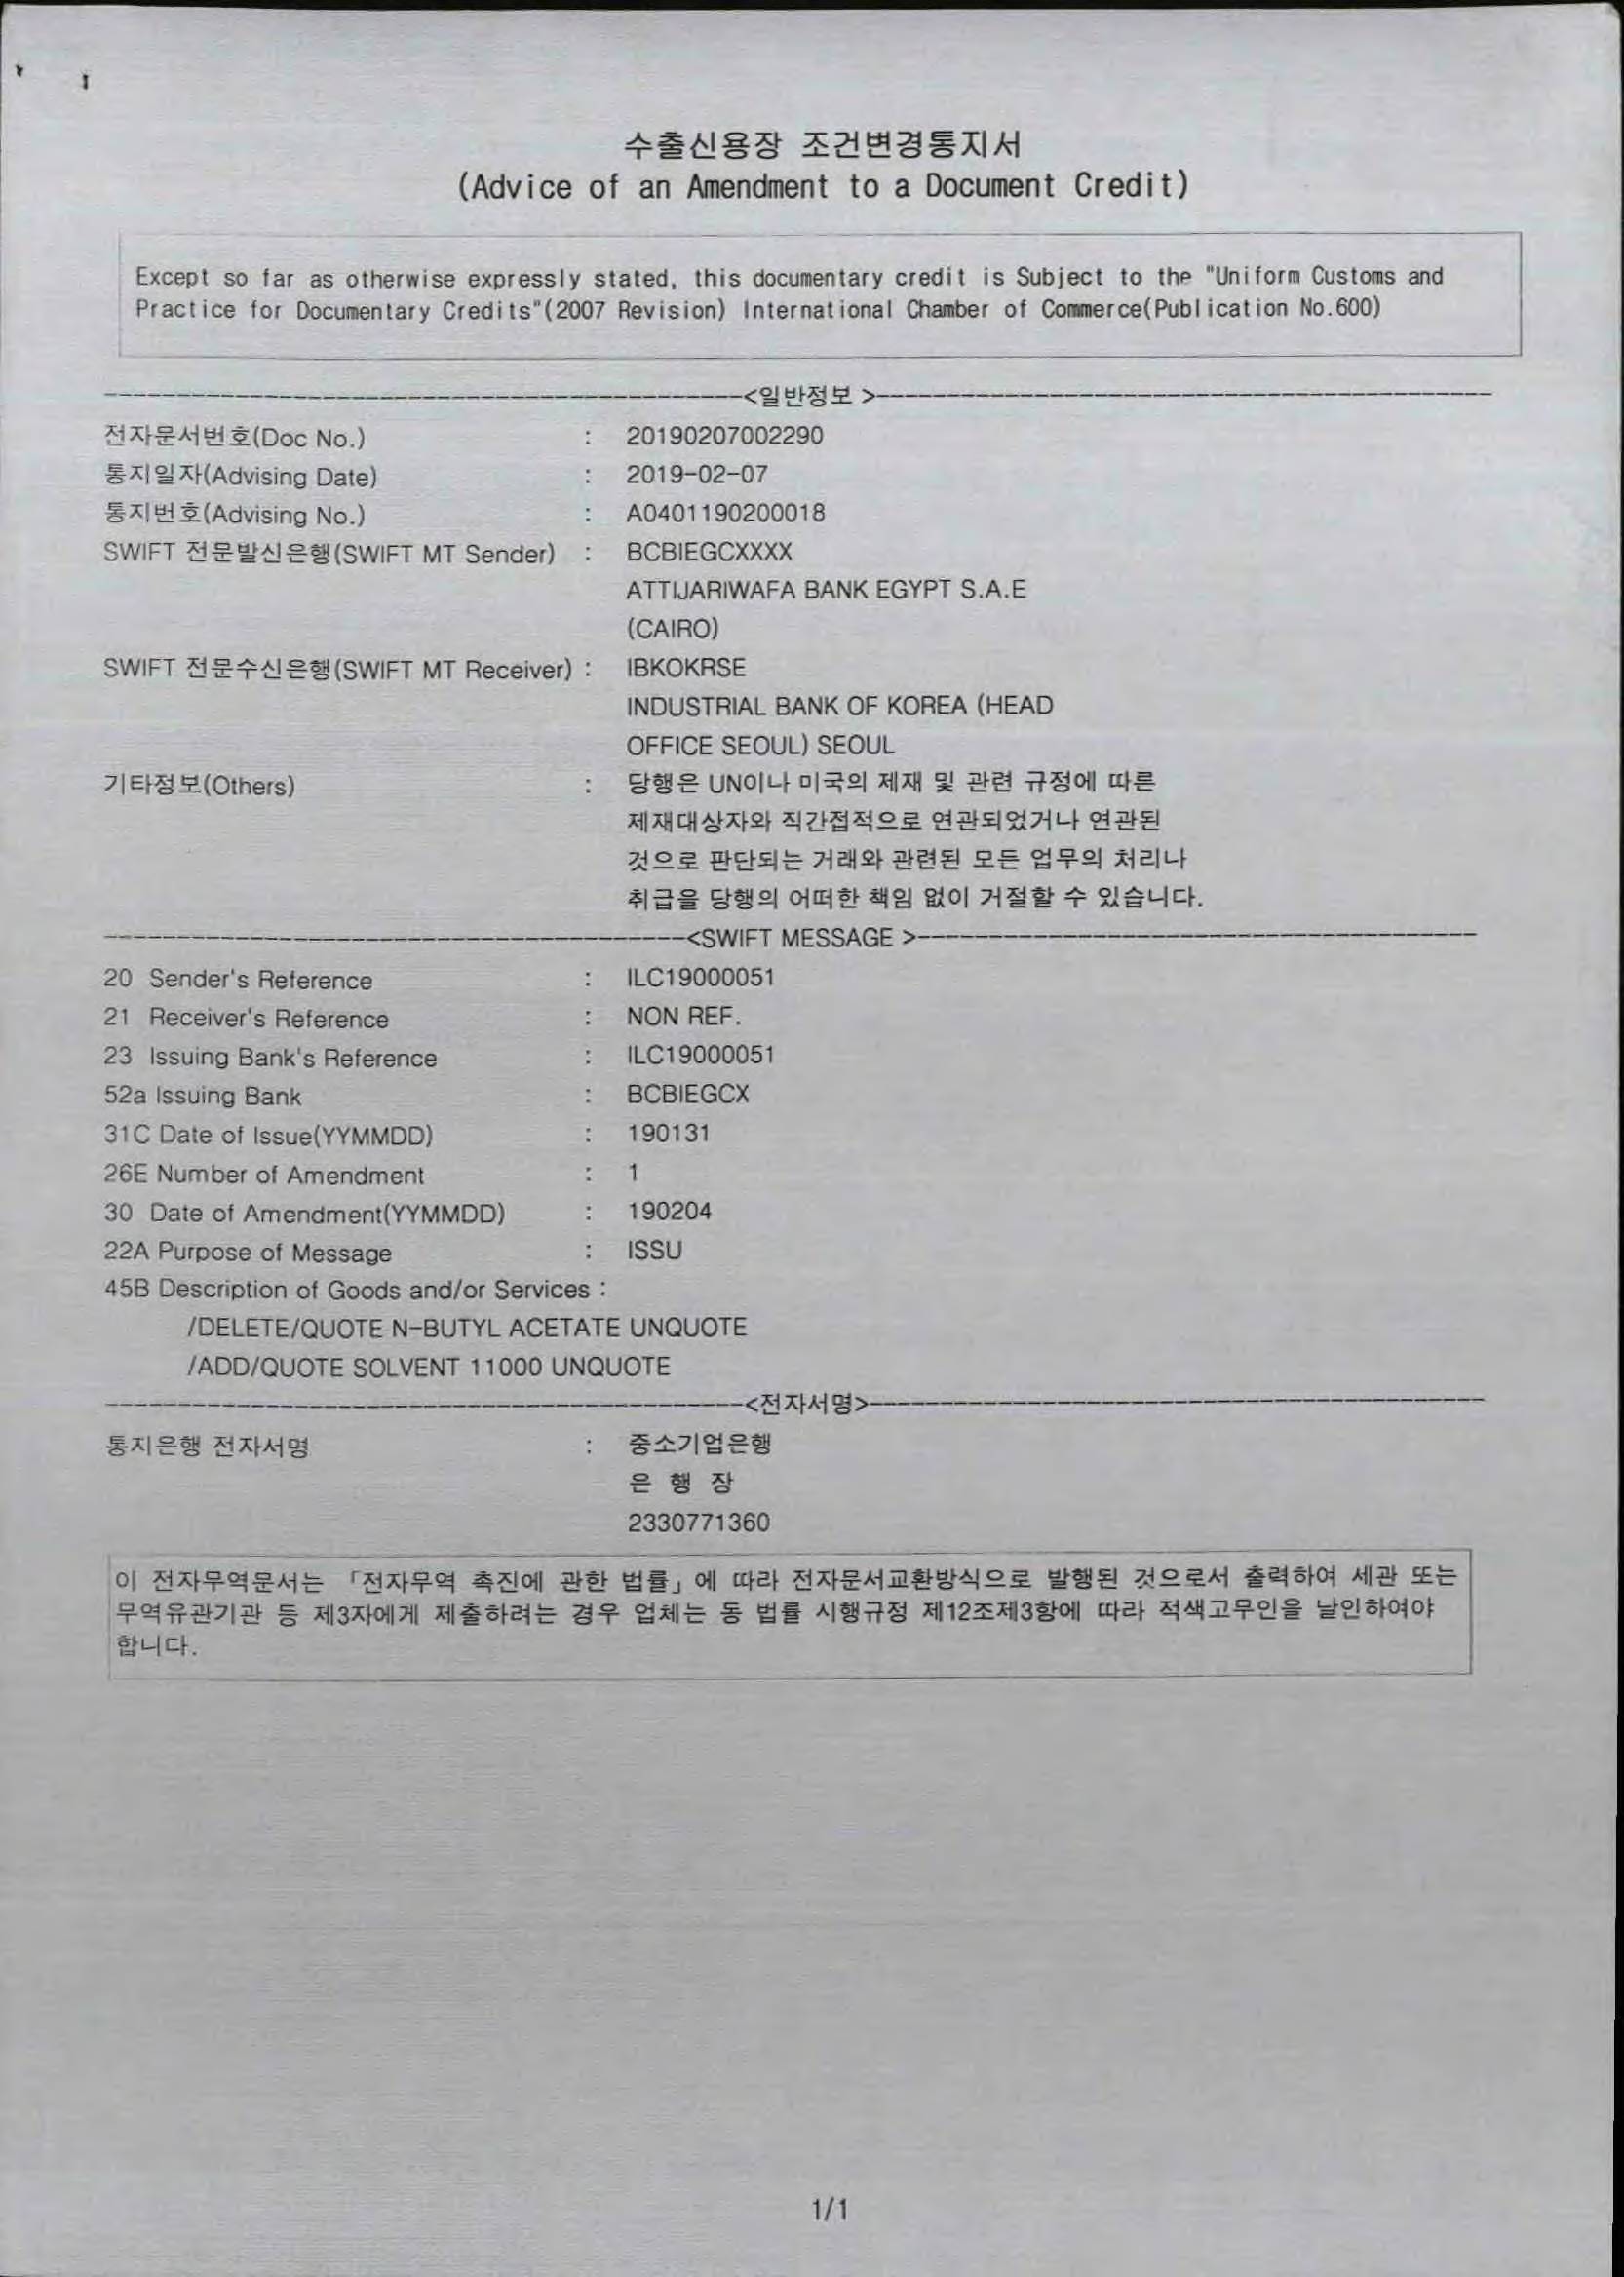 수출신용장 조건변경통지서
(Advice of an Amendment to a Document Credit)
Except so far as otherwise expressly stated, this documentary credit is Subject to the "Uniform Customs and
Practice for Documentary Credits"(2007 Revision) International Chamber of Commerce(Publication No.600)
<일반정보 >
전자문서번호(Doc No.) : 20190207002290
통지일자(Advising Date) : 2019-02-07
통지번호(Advising No.) : A0401190200018
SWIFT 전문발신은행(SWIFT MT Sender) : BCBIEGCXXXX
ATTIJARIWAFA BANK EGYPT S.A.E
(CAIRO)
SWIFT 전문수신은행(SWIFT MT Receiver) : IBKOKRSE
INDUSTRIAL BANK OF KOREA (HEAD
OFFICE SEOUL) SEOUL
기타정보(Others) : 당행은 UN이나 미국의 제재 및 관련 규정에 따른
제재대상자와 직간접적으로 연관되었거나 연관된
것으로 판단되는 거래와 관련된 모든 업무의 처리나
취급을 당행의 어떠한 책임 없이 거절할 수 있습니다.
<SWIFT MESSAGE >
20 Sender's Reference : ILC19000051
21 Receiver's Reference : NON REF.
23 Issuing Bank's Reference : ILC19000051
52a Issuing Bank : BCBIEGCX
31C Date of Issue(YYMMDD) : 190131
26E Number of Amendment : 1
30 Date of Amendment(YYMMDD) : 190204
22A Purpose of Message : ISSU
45B Description of Goods and/or Services :
/DELETE/QUOTE N-BUTYL ACETATE UNQUOTE
/ADD/QUOTE SOLVENT 11000 UNQUOTE
<전자서명>
통지은행 전자서명 : 중소기업은행
은 행 장
2330771360
이 전자무역문서는 「전자무역 촉진에 관한 법률」에 따라 전자문서교환방식으로 발행된 것으로서 출력하여 세관 또는
무역유관기관 등 제3자에게 제출하려는 경우 업체는 동 법률 시행규정 제12조제3항에 따라 적색고무인을 날인하여야
합니다.
1/1